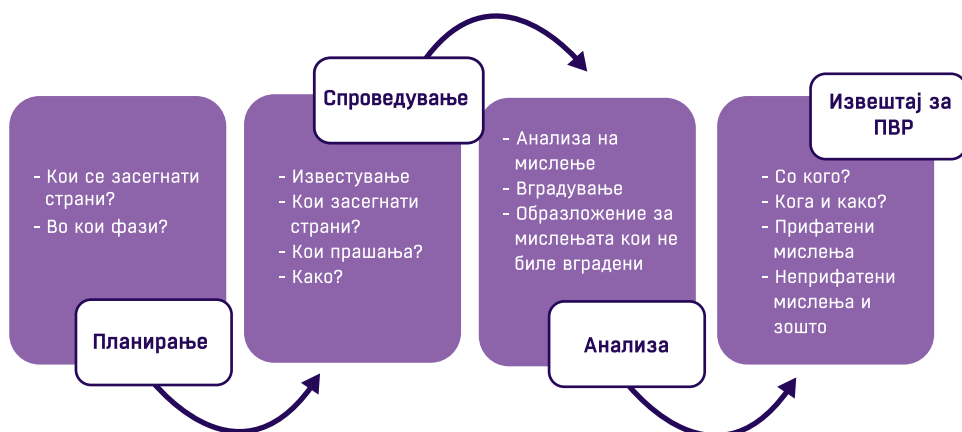 - Кои се засегнати
страни?
- Во кои фази?
Планирање
Спроведување
- Известување
- Кои засегнати
страни?
- Кои прашања?
- Како?
- Анализа на
мислење
- Вградување
- Образложение за
мислењата кои не
биле вградени
Анализа
Извештај за
ПВР
- Со кого?
- Кога и како?
- Прифатени
мислења
- Неприфатени
мислења и
зошто